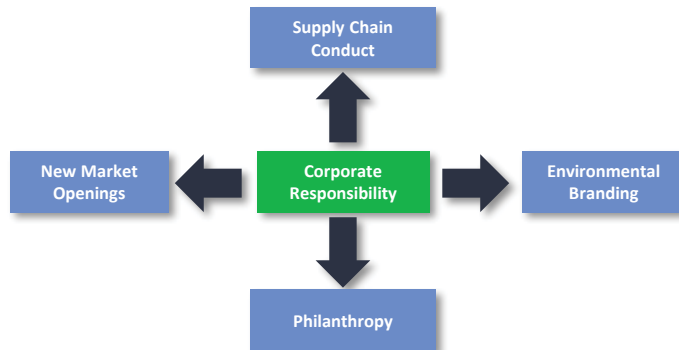 Supply Chain
Conduct
New Market
Openings
Corporate
Responsibility
Environmental
Branding
Philanthropy